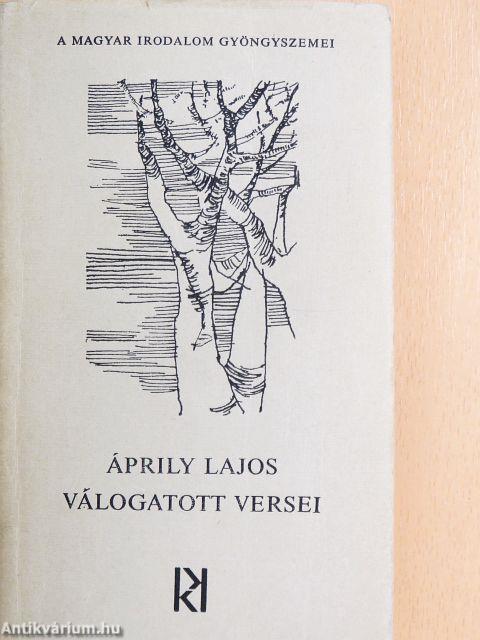 A MAGYAR IRODALOM GYÖNGYSZEMEI
ÁPRILY LAJOS
VÁLOGATOTT VERSEI
Antikvárium.hu